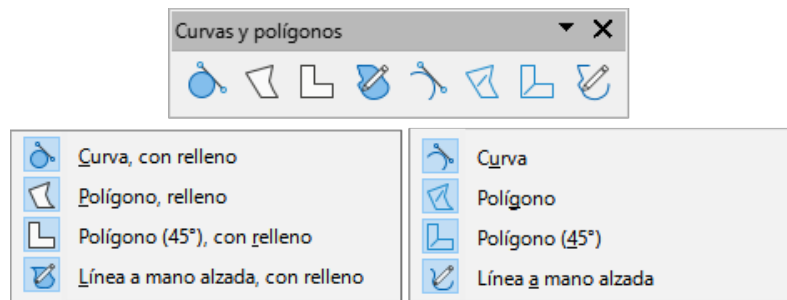 Curvas y polígonos
Curva, con relleno
Polígono, relleno
Polígono (45°), con relleno
Línea a mano alzada, con relleno
Curva
Polígono
Polígono (45°)
Línea a mano alzada